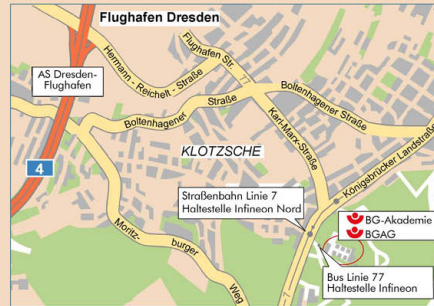 Flughafen Dresden
Flughafen Str.
77
Hermann - Reichelt - Straße
AS Dresden-
Flughafen
Boltenhagener Straße
Boltenhagener Straße
Karl-Marx-Straße
KLOTZSCHE
4
Königsbrücker Landstraße
Straßenbahn Linie 7
Haltestelle Infineon Nord
BG-Akademie
BGAG
Moritz-
burger
Weg
7
Bus Linie 77
Haltestelle Infineon